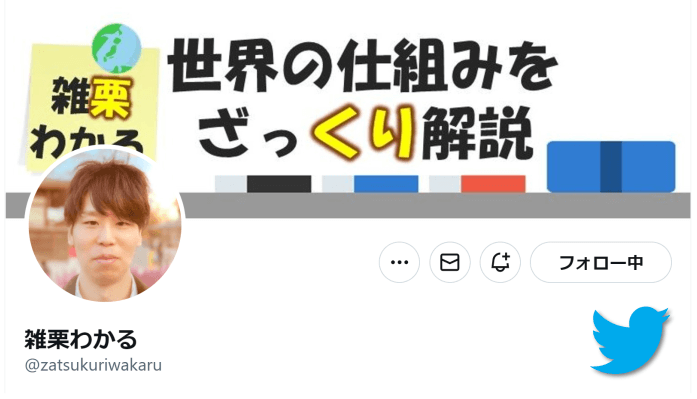 世界の仕組みを
ざっくり解説
雑栗
わかる
フォロー中
雑栗わかる
@zatsukuriwakaru